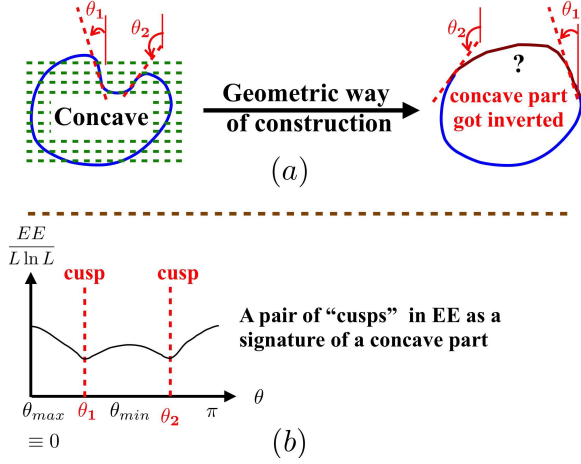 θ₁
θ₂
θ₂
θ₁
?
Concave
Geometric way
of construction
concave part
got inverted
(a)
EE
L ln L
cusp
cusp
A pair of “cusps” in EE as a
signature of a concave part
θmax θ₁ θmin θ₂ π θ
≡ 0
(b)